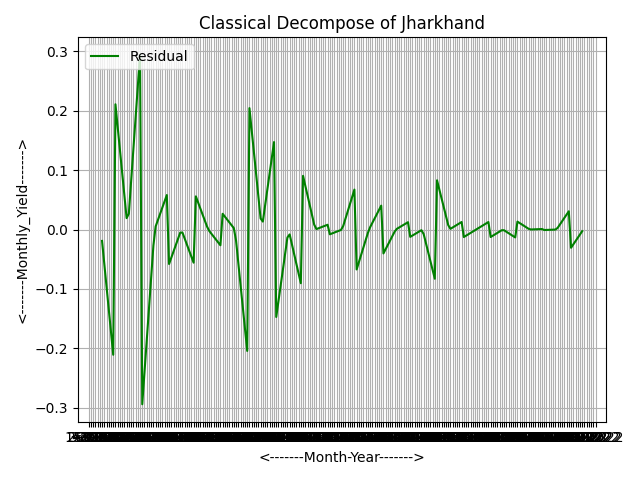 Classical Decompose of Jharkhand
Residual
0.3
0.2
0.1
0.0
−0.1
−0.2
−0.3
<-------Monthly_Yield------->
<-------Month-Year------->